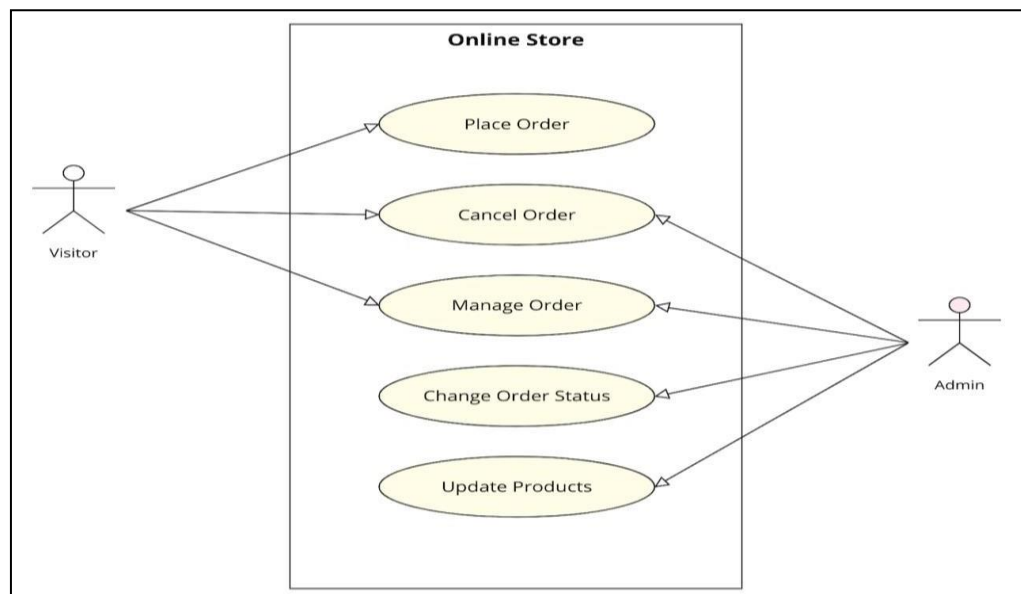 Online Store
Place Order
Cancel Order
Visitor
Manage Order
Admin
Change Order Status
Update Products